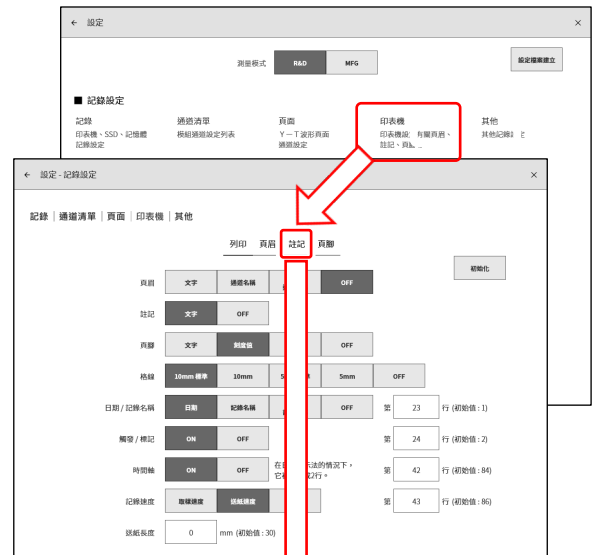 ← 設定 ×
測量模式 R&D MFG 設定檔案建立
■ 記錄設定
記錄 通道清單 頁面 印表機 其他
印表機、SSD、記憶體 模組通道設定列表 Y－T波形頁面 印表機設 有關頁眉、 其他記錄
記錄設定 通道設定 註記、頁
← 設定 - 記錄設定 ×
記錄｜通道清單｜頁面｜印表機｜其他
列印 頁眉 註記 頁腳
初始化
頁眉 文字 通道名稱 OFF
註記 文字 OFF
頁腳 文字 刻度值 OFF
格線 10mm 標準 10mm 5mm OFF
日期 / 記錄名稱 日期 記錄名稱 OFF 第 23 行 (初始值 : 1)
觸發 / 標記 ON OFF 第 24 行 (初始值 : 2)
時間軸 ON OFF 的情況下， 第 42 行 (初始值 : 84)
2行。
記錄速度 取樣速度 送紙速度 第 43 行 (初始值 : 86)
送紙長度 0 mm (初始值 : 30)